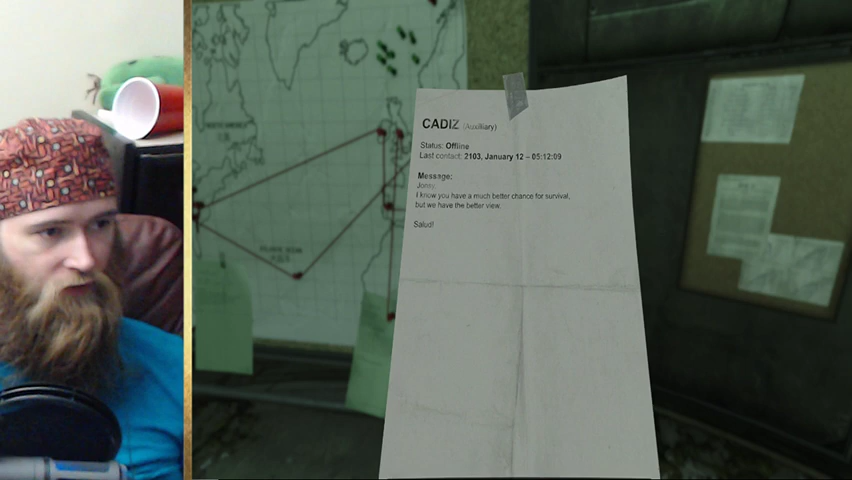 CADIZ (Auxiliary)
Status: Offline
Last contact: 2103, January 12 – 05:12:09
Message:
Jonsy,
I know you have a much better chance for survival,
but we have the better view.
Salud!